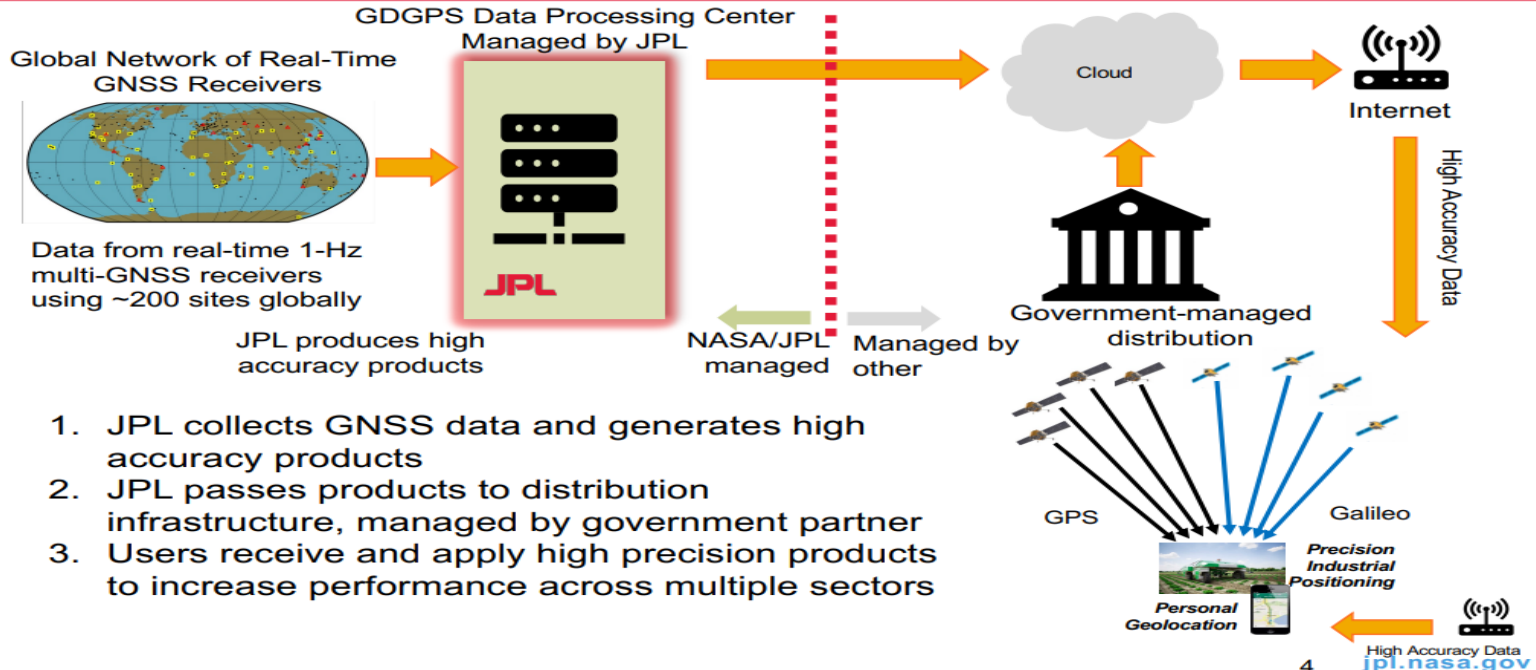 GDGPS Data Processing Center
Managed by JPL
Global Network of Real-Time
GNSS Receivers
Data from real-time 1-Hz
multi-GNSS receivers
using ~200 sites globally
JPL
JPL produces high
accuracy products
NASA/JPL
managed
Managed by
other
Cloud
Internet
High Accuracy Data
Government-managed
distribution
1. JPL collects GNSS data and generates high
accuracy products
2. JPL passes products to distribution
infrastructure, managed by government partner
3. Users receive and apply high precision products
to increase performance across multiple sectors
GPS
Galileo
Precision
Industrial
Positioning
Personal
Geolocation
High Accuracy Data
4
jpl.nasa.gov